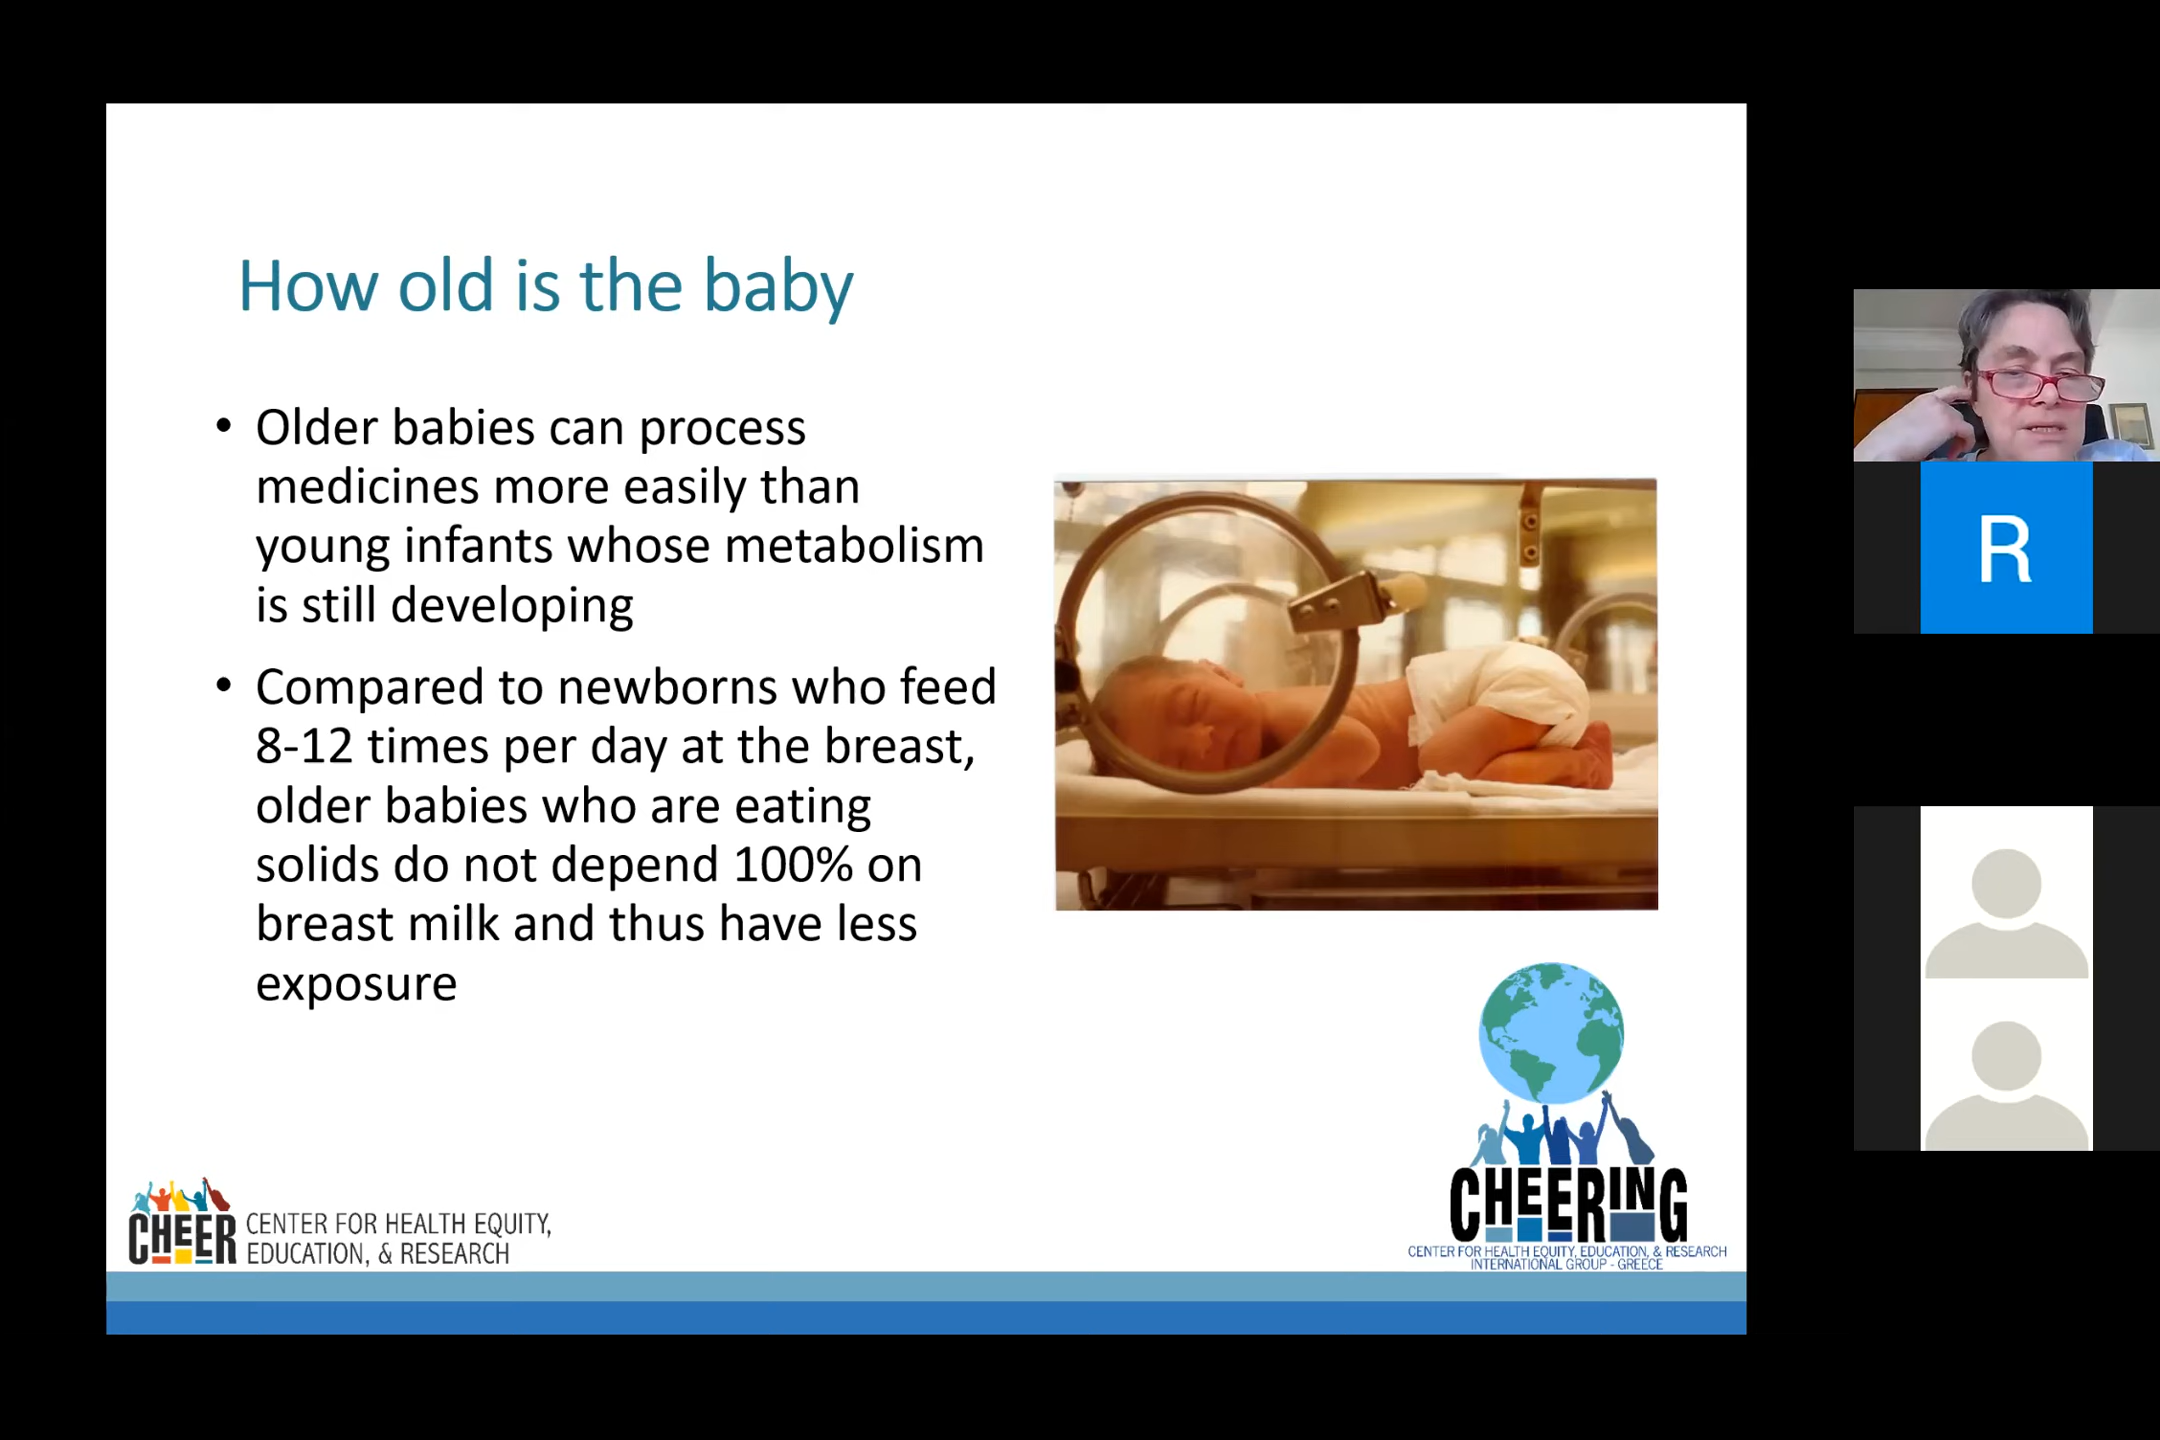 How old is the baby
• Older babies can process
medicines more easily than
young infants whose metabolism
is still developing
• Compared to newborns who feed
8-12 times per day at the breast,
older babies who are eating
solids do not depend 100% on
breast milk and thus have less
exposure
R
CHEER CENTER FOR HEALTH EQUITY,
EDUCATION, & RESEARCH
CHEERING
CENTER FOR HEALTH EQUITY, EDUCATION, & RESEARCH
INTERNATIONAL GROUP - GREECE